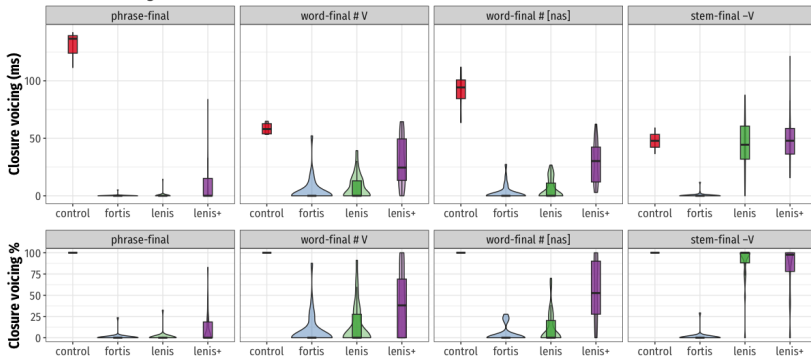 phrase-final word-final # V word-final # [nas] stem-final –V
Closure voicing (ms)
100
50
0
control fortis lenis lenis+ control fortis lenis lenis+ control fortis lenis lenis+ control fortis lenis lenis+
phrase-final word-final # V word-final # [nas] stem-final –V
Closure voicing %
100
75
50
25
0
control fortis lenis lenis+ control fortis lenis lenis+ control fortis lenis lenis+ control fortis lenis lenis+